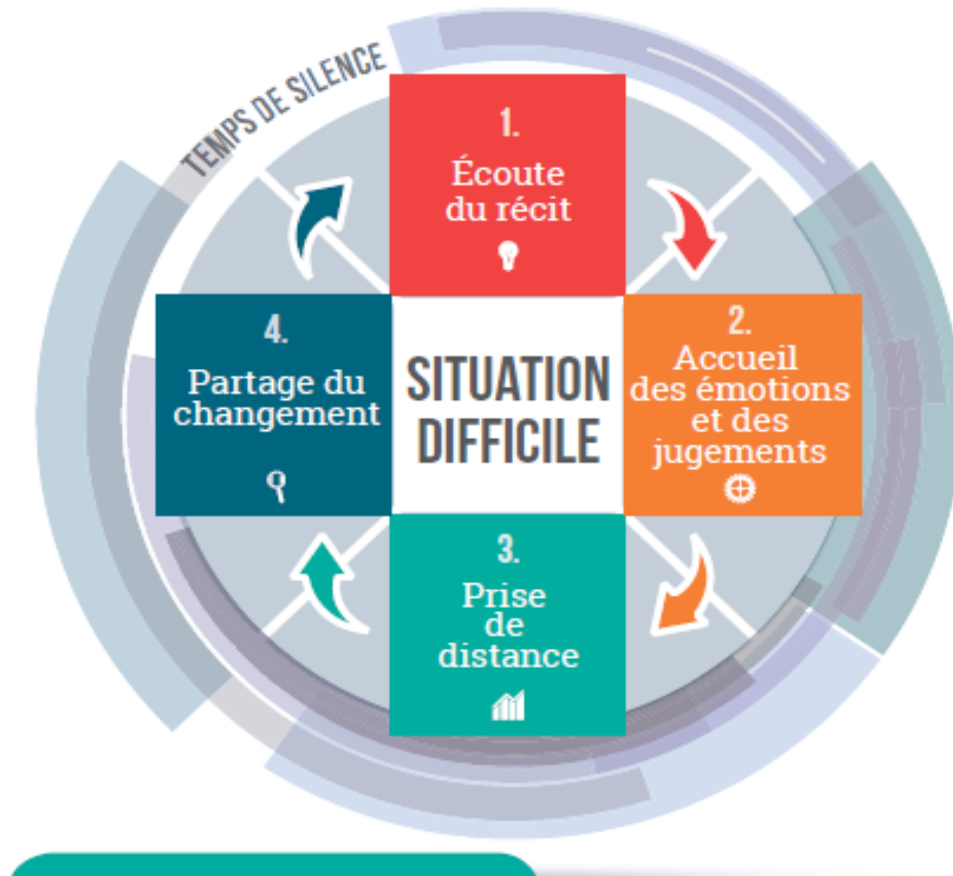 TEMPS DE SILENCE
1.
Écoute
du récit
2.
Accueil
des émotions
et des
jugements
SITUATION
DIFFICILE
3.
Prise
de
distance
4.
Partage du
changement